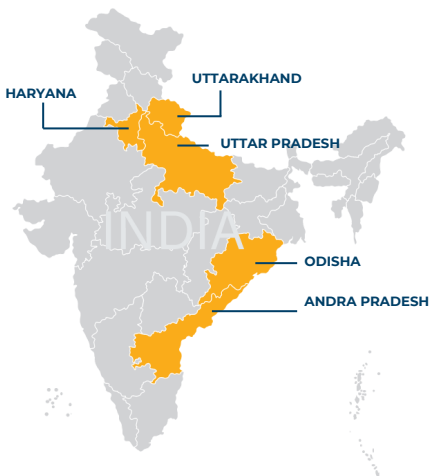 UTTARAKHAND
HARYANA
UTTAR PRADESH
INDIA
ODISHA
ANDRA PRADESH